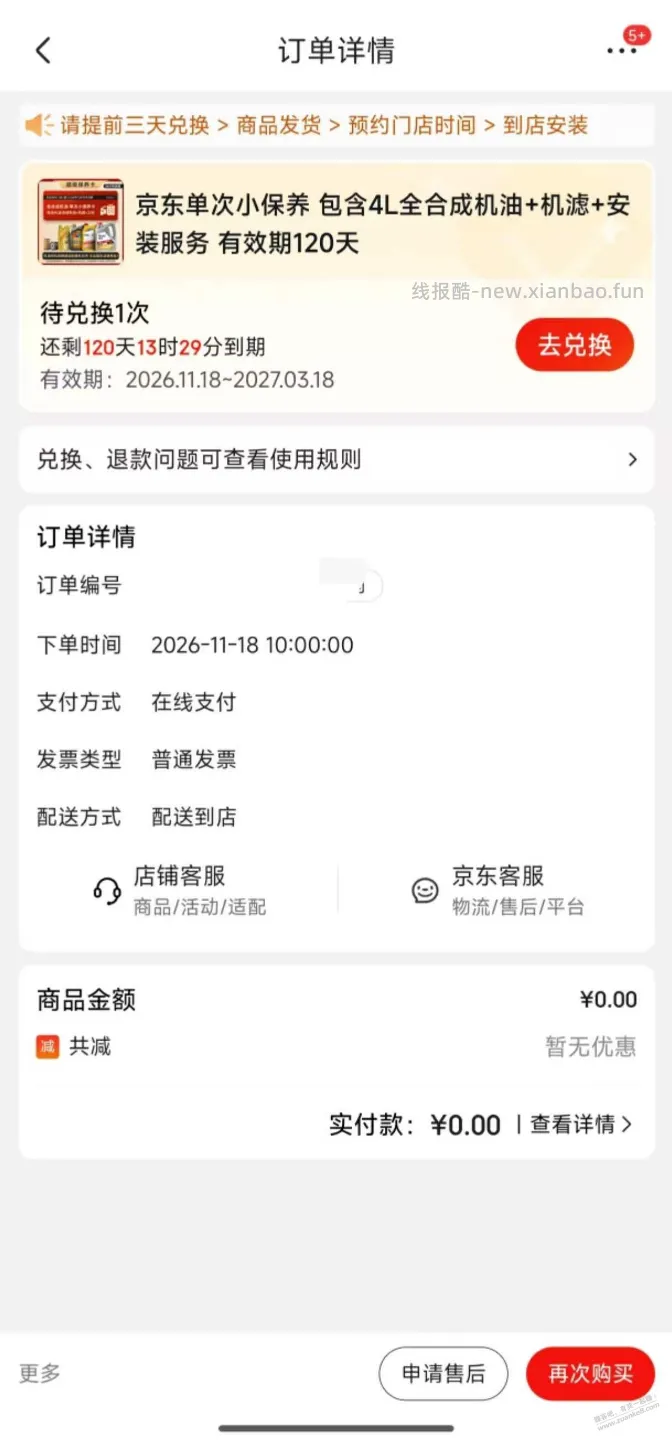 订单详情
5+
请提前三天兑换 > 商品发货 > 预约门店时间 > 到店安装
京东单次小保养 包含4L全合成机油+机滤+安
装服务 有效期120天
线报酷-new.xianbao.fun
待兑换1次
还剩120天13时29分到期
去兑换
有效期：2026.11.18~2027.03.18
兑换、退款问题可查看使用规则
订单详情
订单编号
下单时间 2026-11-18 10:00:00
支付方式 在线支付
发票类型 普通发票
配送方式 配送到店
店铺客服
商品/活动/适配
京东客服
物流/售后/平台
商品金额 ¥0.00
减 共减 暂无优惠
实付款：¥0.00 | 查看详情
更多
申请售后
再次购买